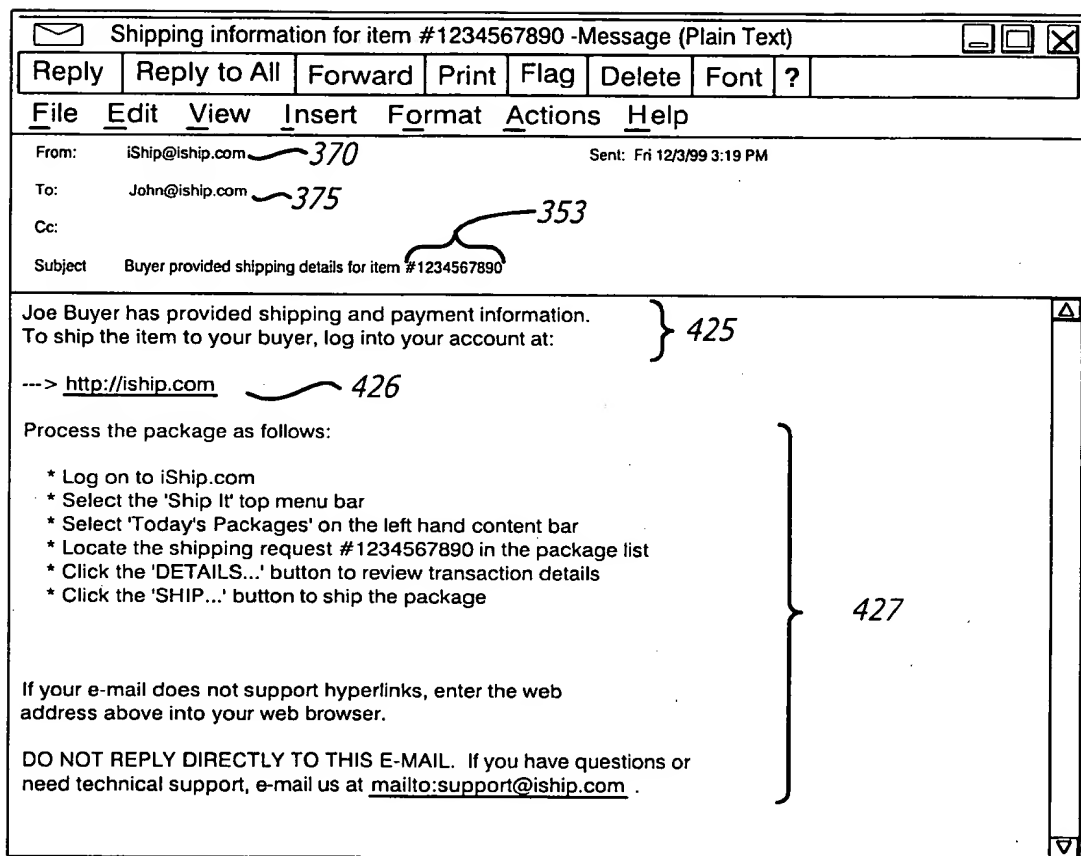 Shipping information for item #1234567890 -Message (Plain Text)
Reply Reply to All Forward Print Flag Delete Font ?
File Edit View Insert Format Actions Help
From: iShip@iship.com 370 Sent: Fri 12/3/99 3:19 PM
To: John@iship.com 375
353
Cc:
Subject Buyer provided shipping details for item #1234567890
Joe Buyer has provided shipping and payment information.
To ship the item to your buyer, log into your account at:
425
---> http://iship.com 426
Process the package as follows:
* Log on to iShip.com
* Select the 'Ship It' top menu bar
* Select 'Today's Packages' on the left hand content bar
* Locate the shipping request #1234567890 in the package list
* Click the 'DETAILS...' button to review transaction details
* Click the 'SHIP...' button to ship the package
427
If your e-mail does not support hyperlinks, enter the web
address above into your web browser.
DO NOT REPLY DIRECTLY TO THIS E-MAIL. If you have questions or
need technical support, e-mail us at mailto:support@iship.com .